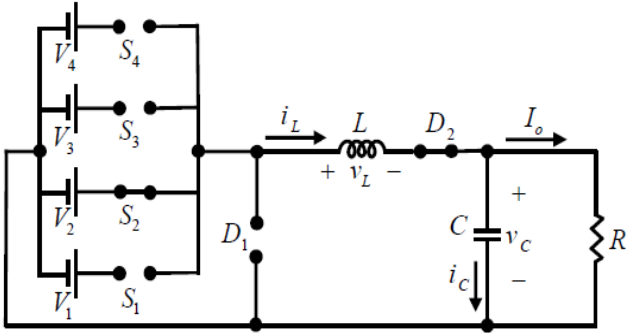 V4 S4
V3 S3
iL L D2 Io
+ vL −
V2 S2
D1 C + vC − R
iC
V1 S1